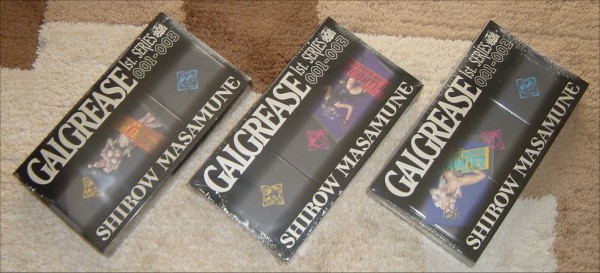 GALGREASE
1st. SERIES
001-003
SHIROW MASAMUNE
GALGREASE
1st. SERIES
001-003
SHIROW MASAMUNE
GALGREASE
1st. SERIES
001-003
SHIROW MASAMUNE